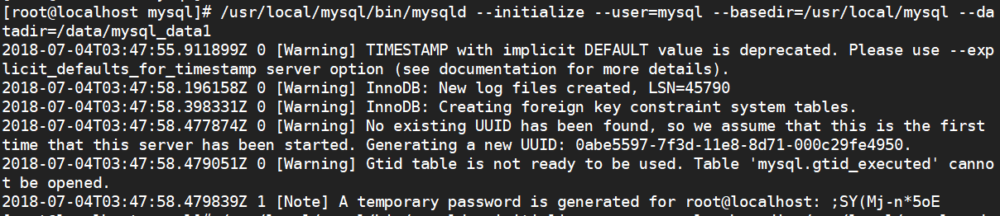 [root@localhost mysql]# /usr/local/mysql/bin/mysqld --initialize --user=mysql --basedir=/usr/local/mysql --da
tadir=/data/mysql_data1
2018-07-04T03:47:55.911899Z 0 [Warning] TIMESTAMP with implicit DEFAULT value is deprecated. Please use --exp
licit_defaults_for_timestamp server option (see documentation for more details).
2018-07-04T03:47:58.196158Z 0 [Warning] InnoDB: New log files created, LSN=45790
2018-07-04T03:47:58.398331Z 0 [Warning] InnoDB: Creating foreign key constraint system tables.
2018-07-04T03:47:58.477874Z 0 [Warning] No existing UUID has been found, so we assume that this is the first
time that this server has been started. Generating a new UUID: 0abe5597-7f3d-11e8-8d71-000c29fe4950.
2018-07-04T03:47:58.479051Z 0 [Warning] Gtid table is not ready to be used. Table 'mysql.gtid_executed' canno
t be opened.
2018-07-04T03:47:58.479839Z 1 [Note] A temporary password is generated for root@localhost: ;SY(Mj-n*5oE